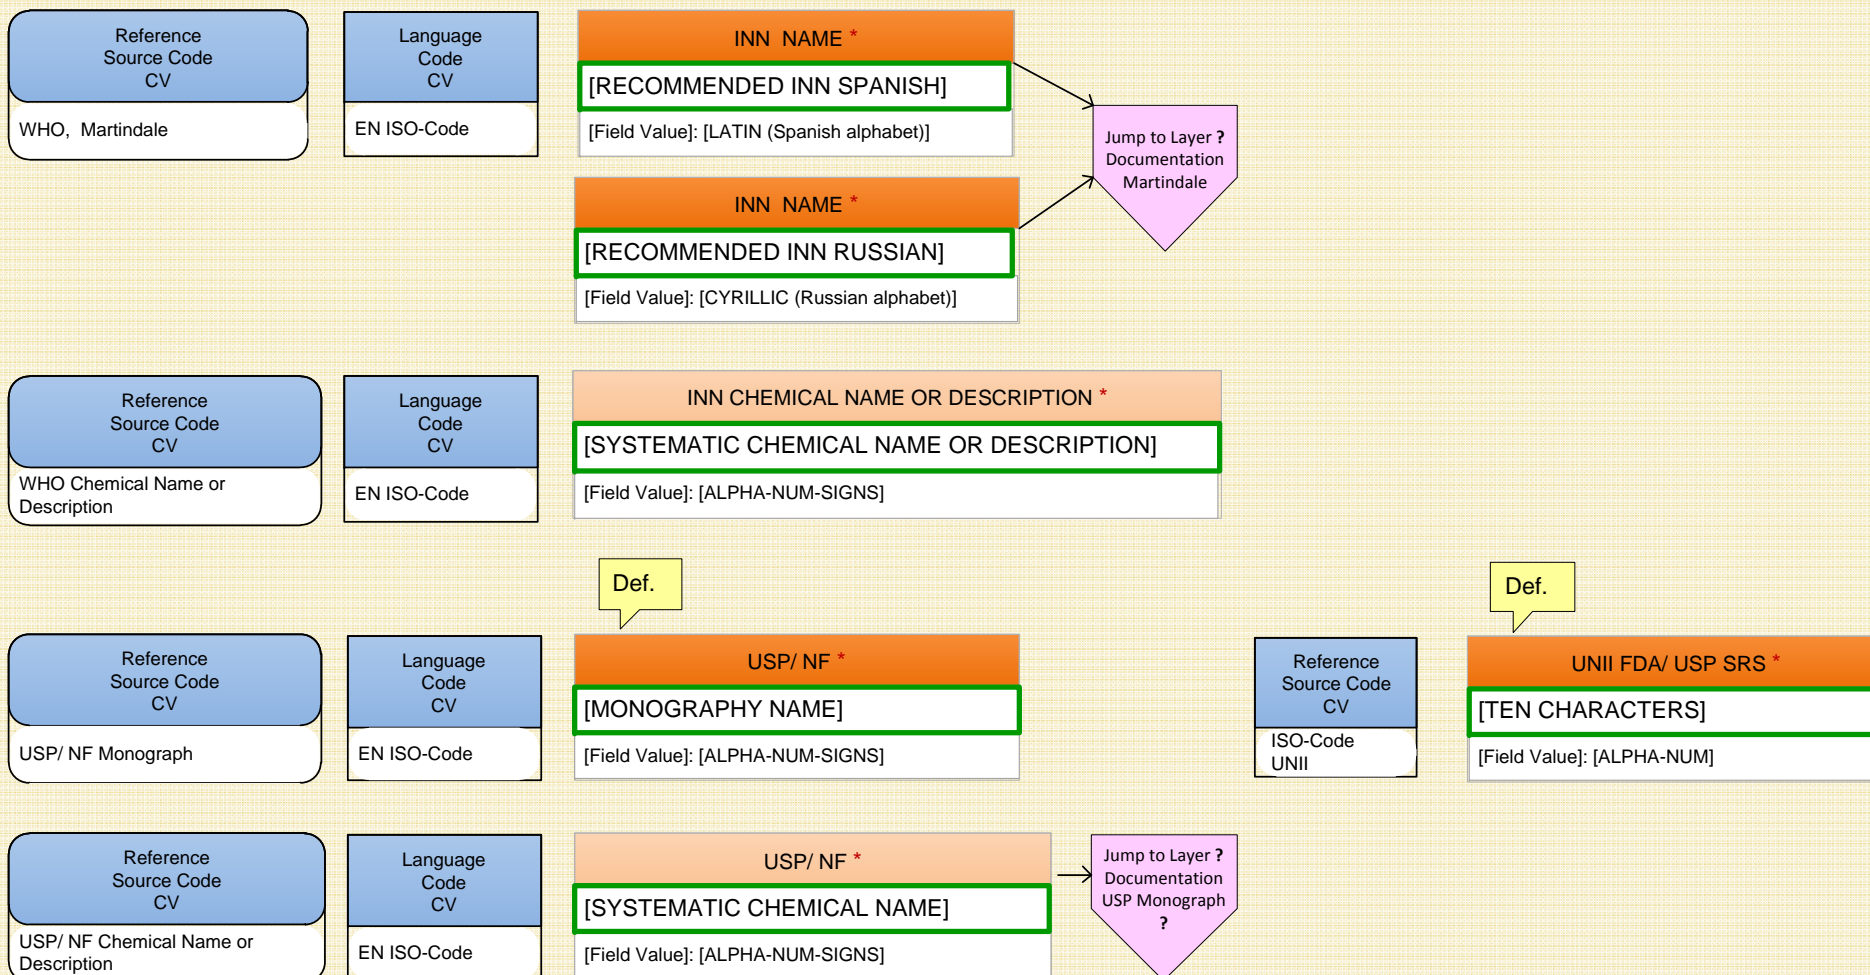 Reference
Source Code
CV
WHO, Martindale
Language
Code
CV
EN ISO-Code
INN NAME *
[RECOMMENDED INN SPANISH]
[Field Value]: [LATIN (Spanish alphabet)]
Jump to Layer ?
Documentation
Martindale
INN NAME *
[RECOMMENDED INN RUSSIAN]
[Field Value]: [CYRILLIC (Russian alphabet)]
Reference
Source Code
CV
WHO Chemical Name or
Description
Language
Code
CV
EN ISO-Code
INN CHEMICAL NAME OR DESCRIPTION *
[SYSTEMATIC CHEMICAL NAME OR DESCRIPTION]
[Field Value]: [ALPHA-NUM-SIGNS]
Def.
Def.
Reference
Source Code
CV
USP/ NF Monograph
Language
Code
CV
EN ISO-Code
USP/ NF *
[MONOGRAPHY NAME]
[Field Value]: [ALPHA-NUM-SIGNS]
Reference
Source Code
CV
ISO-Code
UNII
UNII FDA/ USP SRS *
[TEN CHARACTERS]
[Field Value]: [ALPHA-NUM]
Reference
Source Code
CV
USP/ NF Chemical Name or
Description
Language
Code
CV
EN ISO-Code
USP/ NF *
[SYSTEMATIC CHEMICAL NAME]
[Field Value]: [ALPHA-NUM-SIGNS]
Jump to Layer ?
Documentation
USP Monograph
?